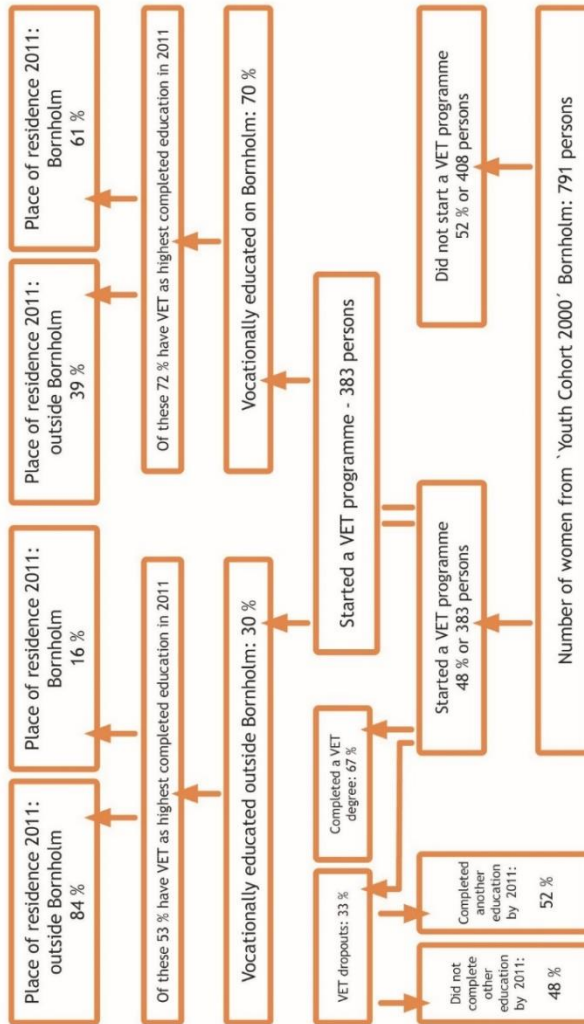 Place of residence 2011:
outside Bornholm
84 %
Place of residence 2011:
Bornholm
16 %
Place of residence 2011:
outside Bornholm
39 %
Place of residence 2011:
Bornholm
61 %
Of these 53 % have VET as highest completed education in 2011
Of these 72 % have VET as highest completed education in 2011
Vocationally educated outside Bornholm: 30 %
Vocationally educated on Bornholm: 70 %
VET dropouts: 33 %
Completed a VET
degree: 67 %
Started a VET programme - 383 persons
Did not
complete
other
education
by 2011:
48 %
Completed
another
education
by 2011:
52 %
Started a VET programme
48 % or 383 persons
Did not start a VET programme
52 % or 408 persons
Number of women from `Youth Cohort 2000´ Bornholm: 791 persons